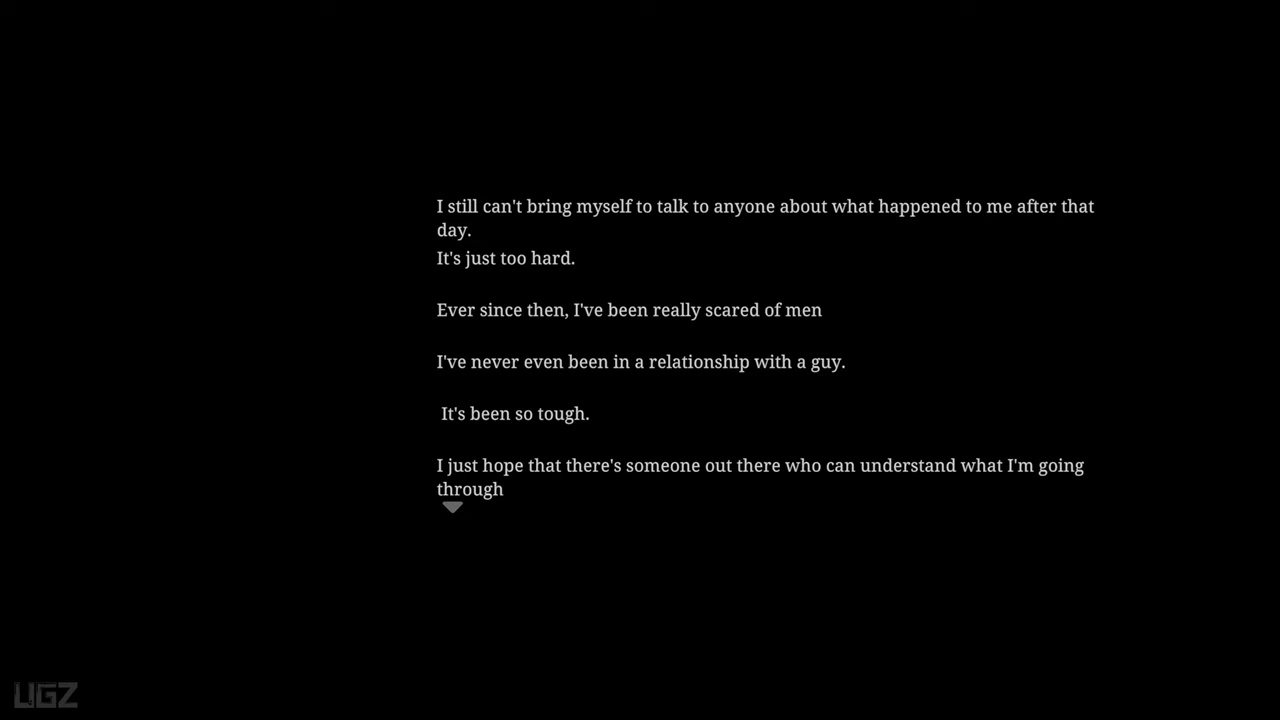 I still can't bring myself to talk to anyone about what happened to me after that
day.
It's just too hard.
Ever since then, I've been really scared of men
I've never even been in a relationship with a guy.
It's been so tough.
I just hope that there's someone out there who can understand what I'm going
through
UGZ